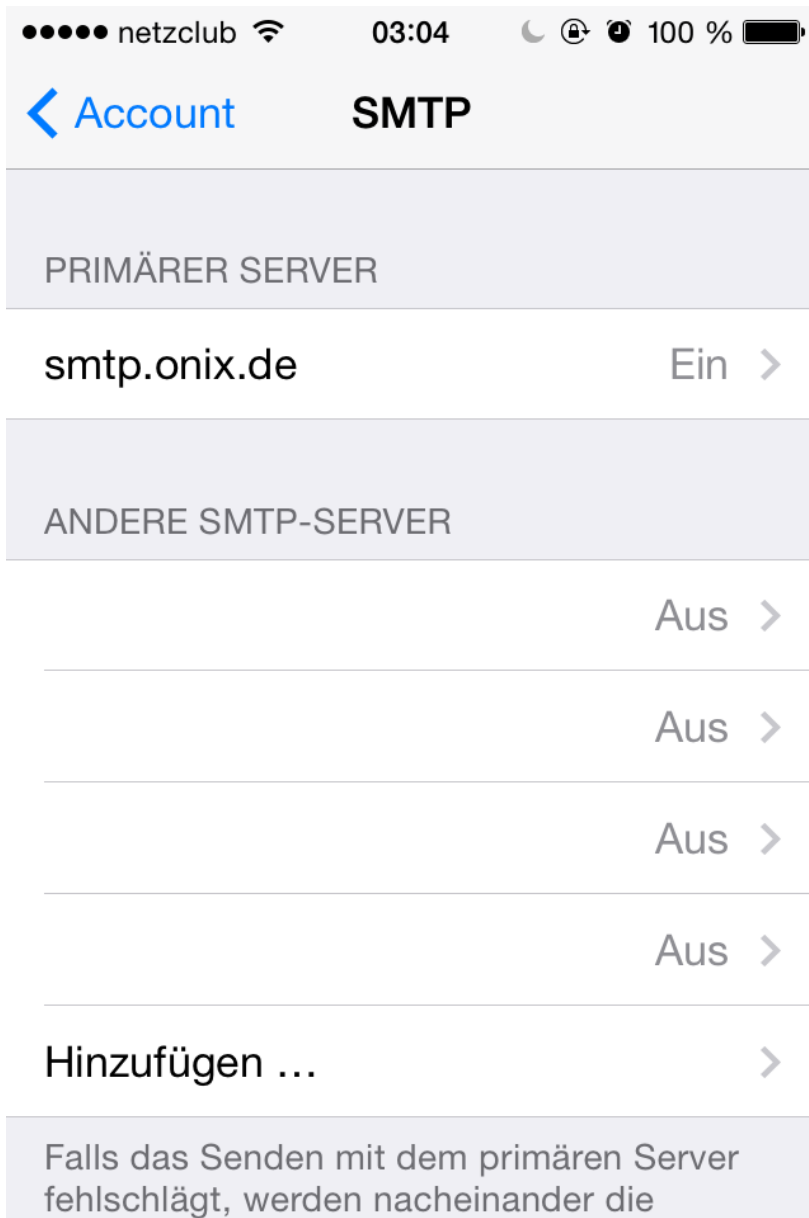 netzclub 03:04 100 %
Account SMTP
PRIMÄRER SERVER
smtp.onix.de Ein
ANDERE SMTP-SERVER
Aus
Aus
Aus
Aus
Hinzufügen …
Falls das Senden mit dem primären Server
fehlschlägt, werden nacheinander die